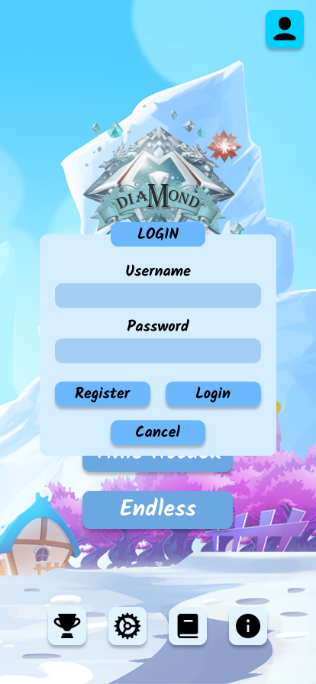 DIAMOND
LOGIN
Username
Password
Register Login
Cancel
Endless